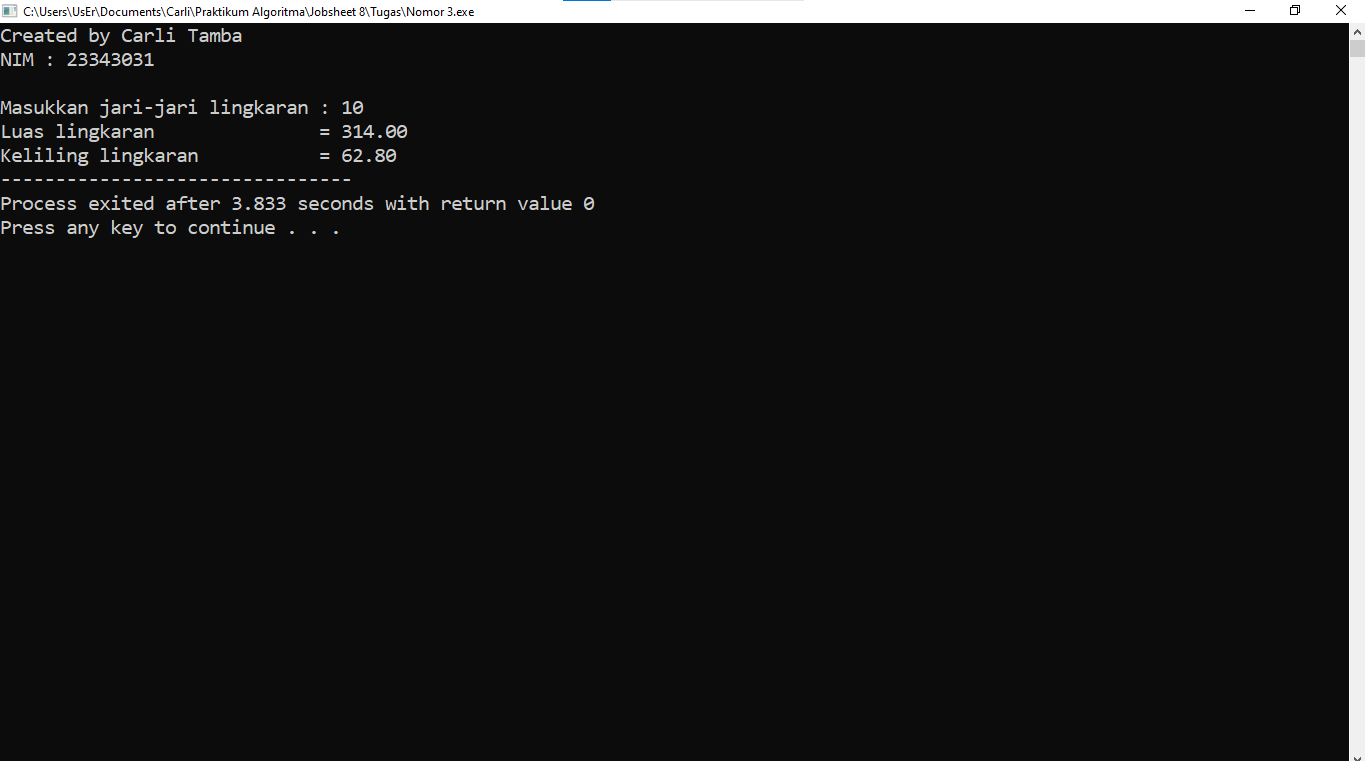 C:\Users\UsEr\Documents\Carli\Praktikum Algoritma\Jobsheet 8\Tugas\Nomor 3.exe
Created by Carli Tamba
NIM : 23343031
Masukkan jari-jari lingkaran : 10
Luas lingkaran               = 314.00
Keliling lingkaran           = 62.80
--------------------------------
Process exited after 3.833 seconds with return value 0
Press any key to continue . . .